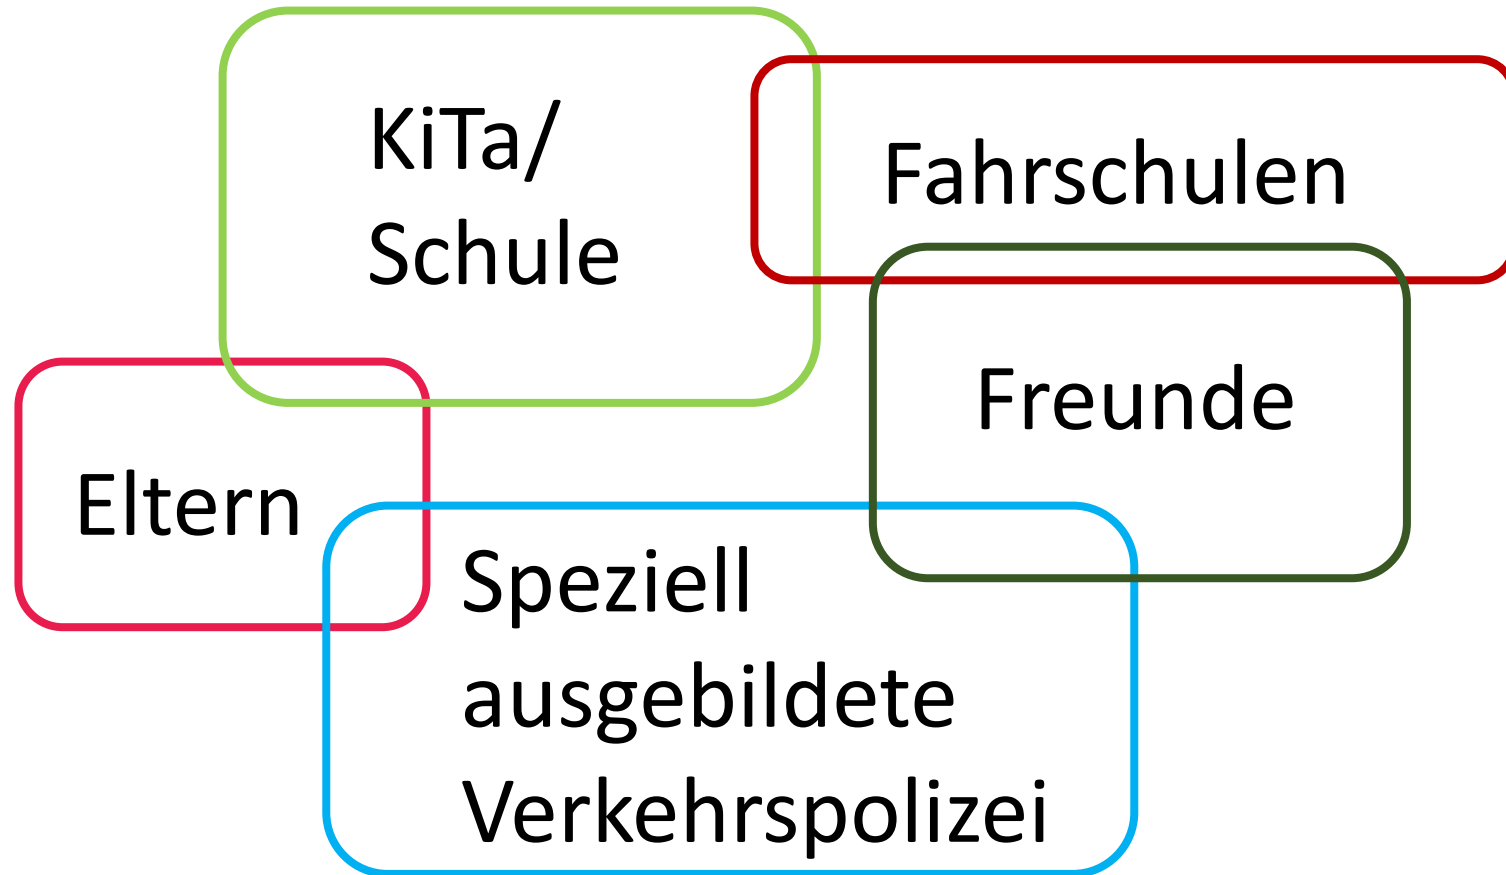 KiTa/
Schule
Fahrschulen
Freunde
Eltern
Speziell
ausgebildete
Verkehrspolizei